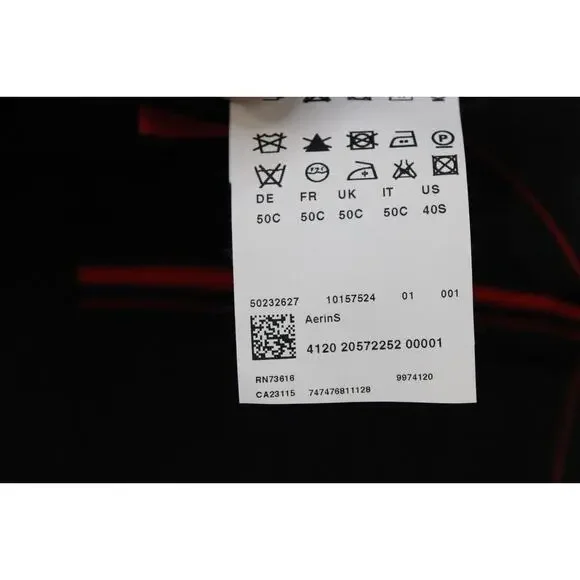 DE FR UK IT US
50C 50C 50C 50C 40S
50232627 10157524 01 001
AerinS
4120 20572252 00001
RN73616 9974120
CA23115 747476811128